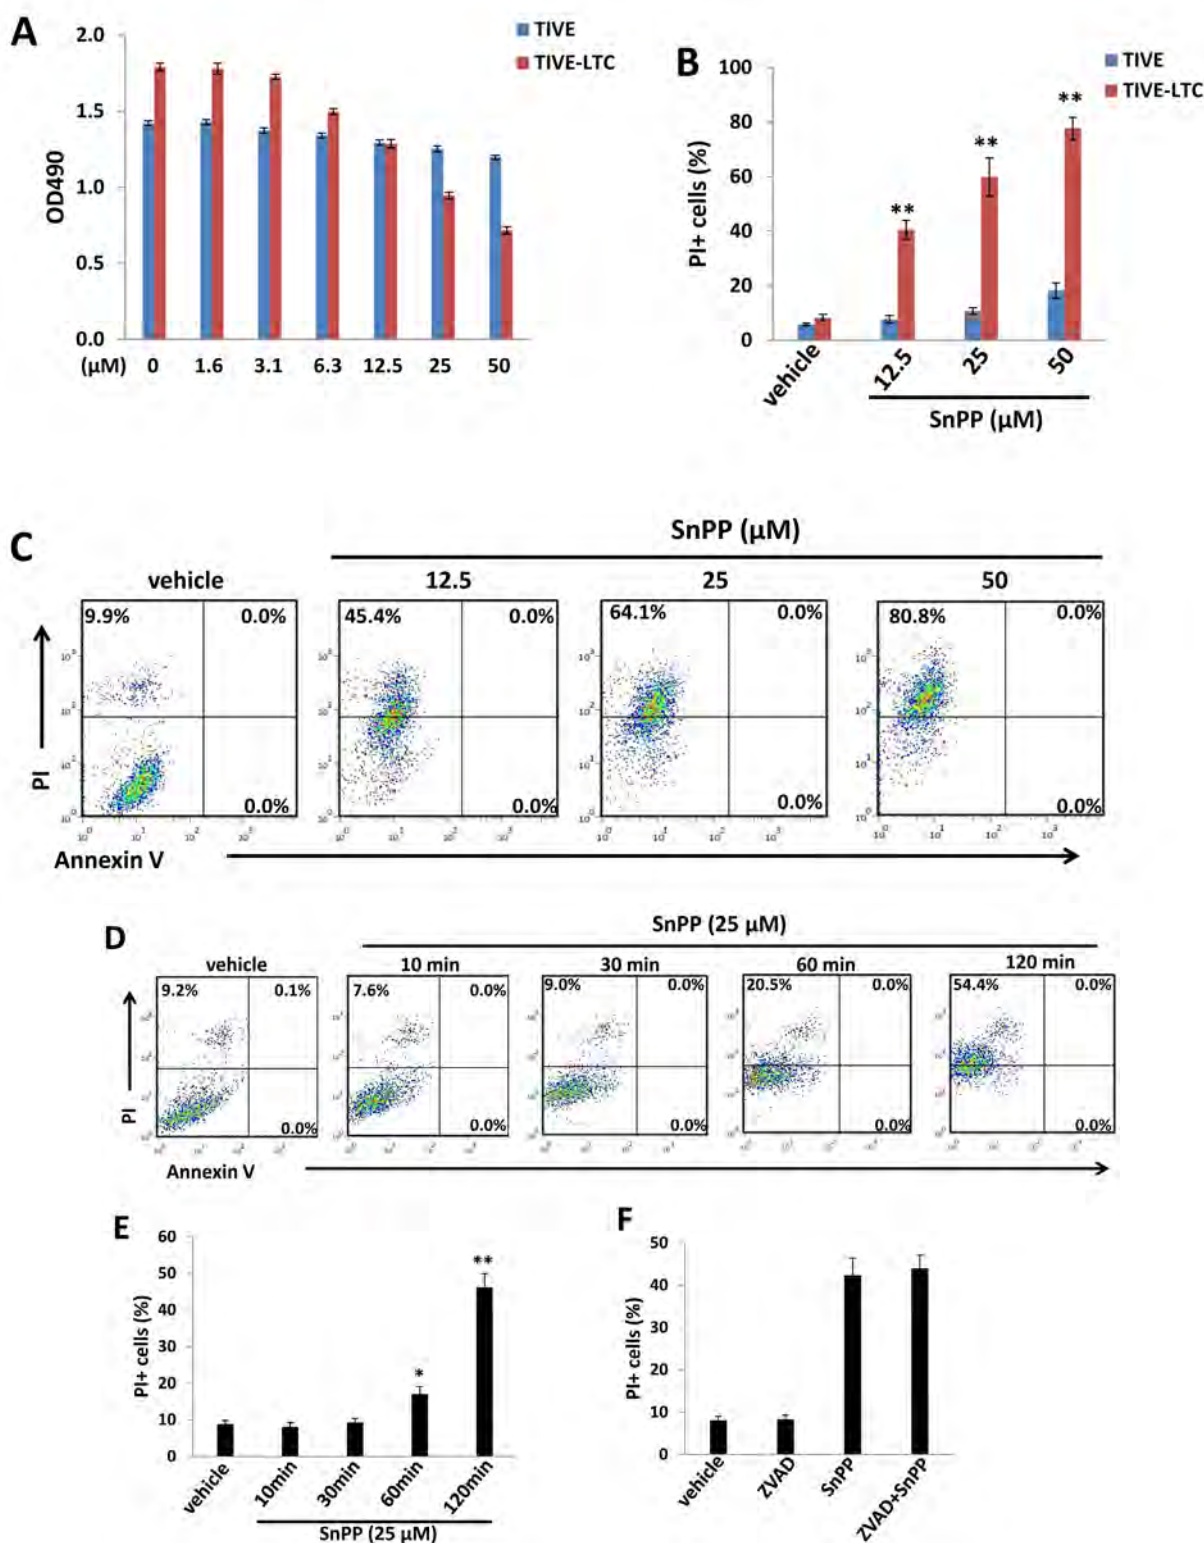 A
2.0
1.5
1.0
0.5
0.0
OD490
TIVE
TIVE-LTC
(μM) 0 1.6 3.1 6.3 12.5 25 50
B
100
80
60
40
20
0
PI+ cells (%)
TIVE
TIVE-LTC
** ** **
vehicle 12.5 25 50
SnPP (μM)
C
SnPP (μM)
vehicle 12.5 25 50
9.9% 0.0% 45.4% 0.0% 64.1% 0.0% 80.8% 0.0%
0.0% 0.0% 0.0% 0.0%
PI
Annexin V
D
SnPP (25 μM)
vehicle 10 min 30 min 60 min 120 min
9.2% 0.1% 7.6% 0.0% 9.0% 0.0% 20.5% 0.0% 54.4% 0.0%
0.0% 0.0% 0.0% 0.0% 0.0%
PI
Annexin V
E
60
50
40
30
20
10
0
PI+ cells (%)
* **
vehicle 10min 30min 60min 120min
SnPP (25 μM)
F
50
40
30
20
10
0
PI+ cells (%)
vehicle ZVAD SnPP ZVAD+SnPP